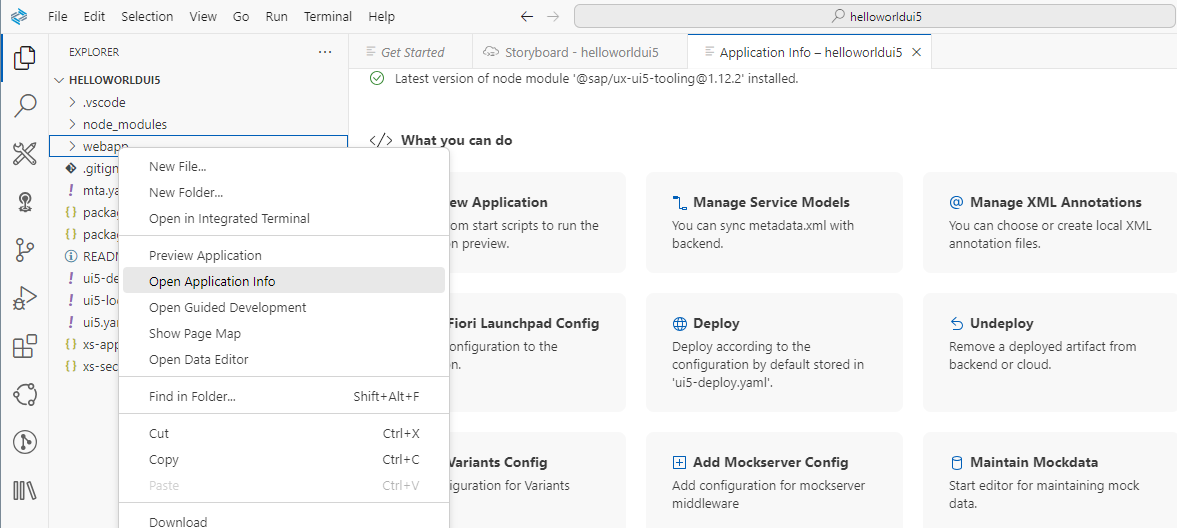 File Edit Selection View Go Run Terminal Help
helloworldui5
EXPLORER
Get Started
Storyboard - helloworldui5
Application Info – helloworldui5
HELLOWORLDUI5
.vscode
node_modules
webapp
.gitign
mta.ya
packag
packag
READ
ui5-de
ui5-lo
ui5.yar
xs-app
xs-sec
New File...
New Folder...
Open in Integrated Terminal
Preview Application
Open Application Info
Open Guided Development
Show Page Map
Open Data Editor
Find in Folder... Shift+Alt+F
Cut Ctrl+X
Copy Ctrl+C
Paste Ctrl+V
Download
Latest version of node module '@sap/ux-ui5-tooling@1.12.2' installed.
</> What you can do
ew Application
om start scripts to run the
n preview.
Manage Service Models
You can sync metadata.xml with
backend.
Manage XML Annotations
You can choose or create local XML
annotation files.
Fiori Launchpad Config
onfiguration to the
n.
Deploy
Deploy according to the
configuration by default stored in
'ui5-deploy.yaml'.
Undeploy
Remove a deployed artifact from
backend or cloud.
Variants Config
iguration for Variants
Add Mockserver Config
Add configuration for mockserver
middleware
Maintain Mockdata
Start editor for maintaining mock
data.